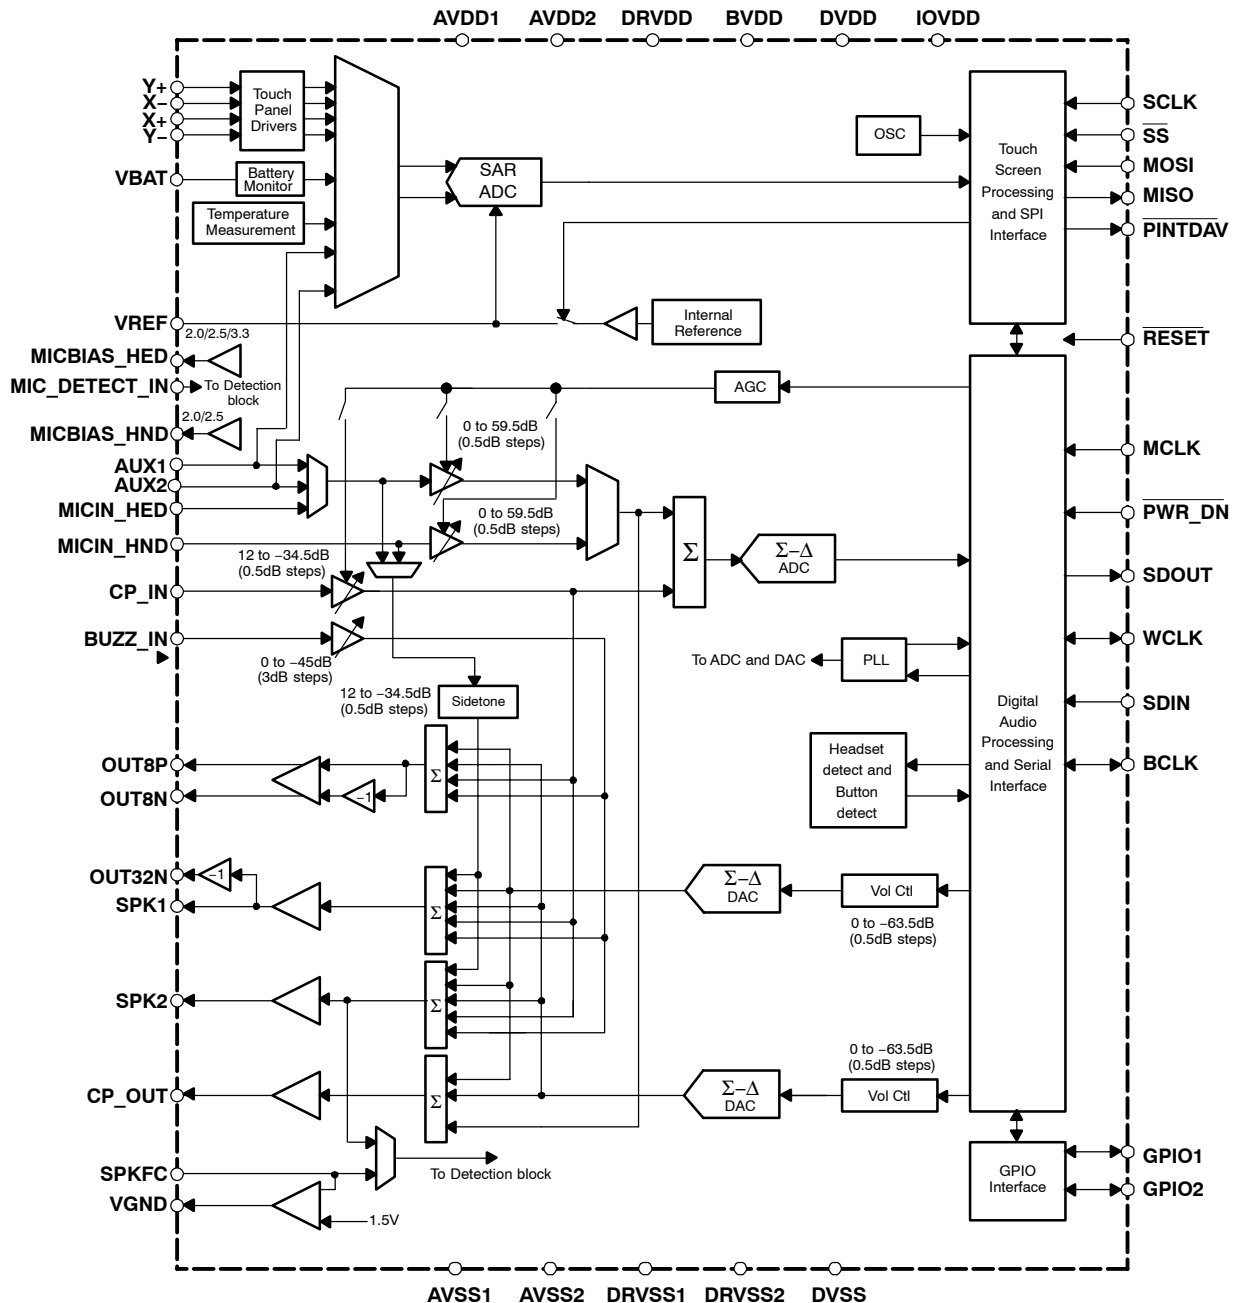 AVDD1 AVDD2 DRVDD BVDD DVDD IOVDD
Y+
X−
X+
Y−
Touch
Panel
Drivers
VBAT
Battery
Monitor
Temperature
Measurement
SAR
ADC
OSC
Touch
Screen
Processing
and SPI
Interface
SCLK
SS
MOSI
MISO
PINTDAV
VREF
Internal
Reference
RESET
2.0/2.5/3.3
MICBIAS_HED
MIC_DETECT_IN
To Detection
block
2.0/2.5
MICBIAS_HND
AGC
0 to 59.5dB
(0.5dB steps)
AUX1
AUX2
MICIN_HED
MICIN_HND
0 to 59.5dB
(0.5dB steps)
12 to −34.5dB
(0.5dB steps)
CP_IN
Σ
Σ−Δ
ADC
MCLK
PWR_DN
SDOUT
BUZZ_IN
0 to −45dB
(3dB steps)
To ADC and DAC
PLL
WCLK
12 to −34.5dB
(0.5dB steps)
Sidetone
Digital
Audio
Processing
and Serial
Interface
SDIN
OUT8P
OUT8N
−1
Σ
Headset
detect and
Button
detect
BCLK
OUT32N
−1
SPK1
Σ
Σ−Δ
DAC
Vol Ctl
0 to −63.5dB
(0.5dB steps)
SPK2
Σ
0 to −63.5dB
(0.5dB steps)
CP_OUT
Σ
Σ−Δ
DAC
Vol Ctl
SPKFC
To Detection block
VGND
1.5V
GPIO
Interface
GPIO1
GPIO2
AVSS1 AVSS2 DRVSS1 DRVSS2 DVSS